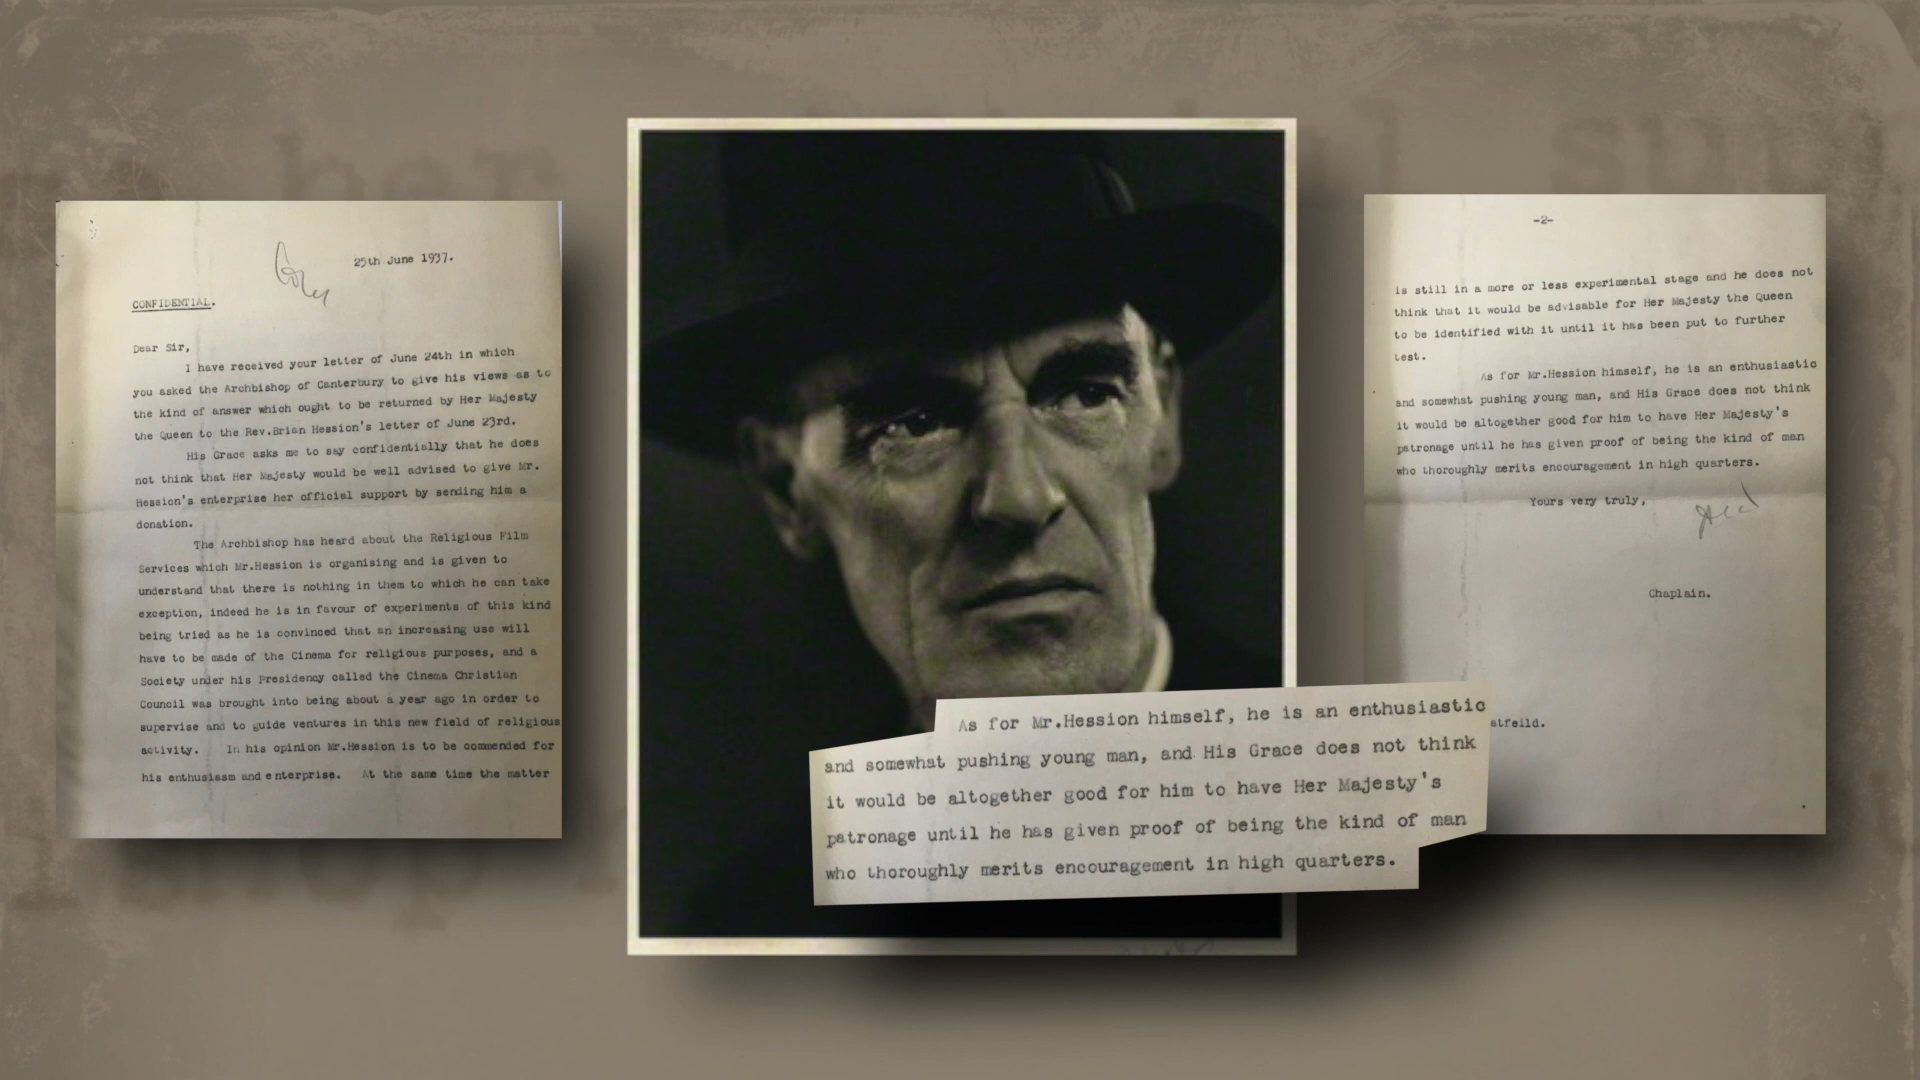 25th June 1937.
CONFIDENTIAL.
Dear Sir,
I have received your letter of June 24th in which
you asked the Archbishop of Canterbury to give his views as to
the kind of answer which ought to be returned by Her Majesty
the Queen to the Rev.Brian Hession's letter of June 23rd.
His Grace asks me to say confidentially that he does
not think that Her Majesty would be well advised to give Mr.
Hession's enterprise her official support by sending him a
donation.
The Archbishop has heard about the Religious Film
Services which Mr.Hession is organising and is given to
understand that there is nothing in them to which he can take
exception, indeed he is in favour of experiments of this kind
being tried as he is convinced that an increasing use will
have to be made of the Cinema for religious purposes, and a
Society under his Presidency called the Cinema Christian
Council was brought into being about a year ago in order to
supervise and to guide ventures in this new field of religious
activity. In his opinion Mr.Hession is to be commended for
his enthusiasm and enterprise. At the same time the matter
-2-
is still in a more or less experimental stage and he does not
think that it would be advisable for Her Majesty the Queen
to be identified with it until it has been put to further
test.
As for Mr.Hession himself, he is an enthusiastic
and somewhat pushing young man, and His Grace does not think
it would be altogether good for him to have Her Majesty's
patronage until he has given proof of being the kind of man
who thoroughly merits encouragement in high quarters.
Yours very truly,
Chaplain.
atfeild.
As for Mr.Hession himself, he is an enthusiastic
and somewhat pushing young man, and His Grace does not think
it would be altogether good for him to have Her Majesty's
patronage until he has given proof of being the kind of man
who thoroughly merits encouragement in high quarters.